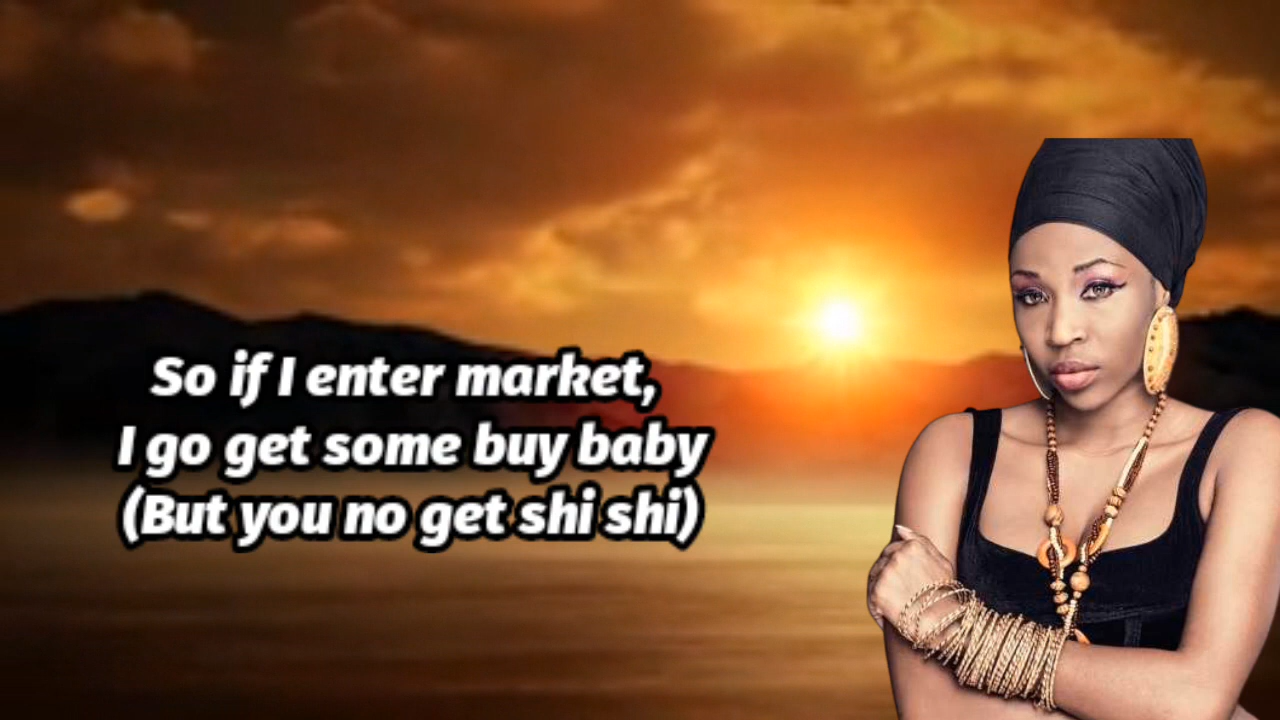 So if I enter market,
I go get some buy baby
(But you no get shi shi)